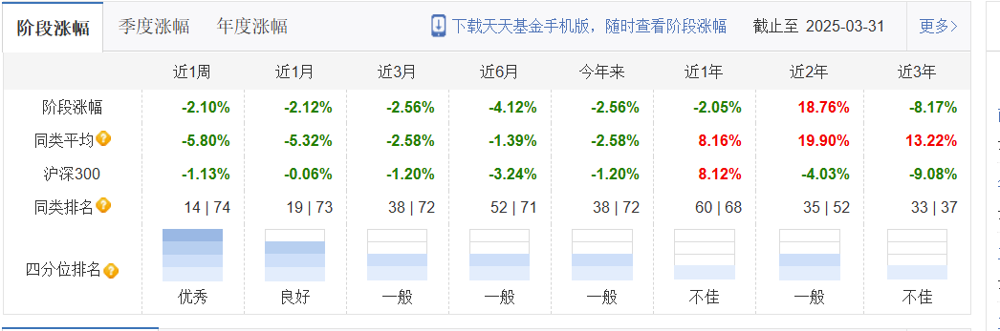 阶段涨幅 季度涨幅 年度涨幅 下载天天基金手机版，随时查看阶段涨幅 截止至 2025-03-31 更多>
近1周 近1月 近3月 近6月 今年来 近1年 近2年 近3年
阶段涨幅 -2.10% -2.12% -2.56% -4.12% -2.56% -2.05% 18.76% -8.17%
同类平均 -5.80% -5.32% -2.58% -1.39% -2.58% 8.16% 19.90% 13.22%
沪深300 -1.13% -0.06% -1.20% -3.24% -1.20% 8.12% -4.03% -9.08%
同类排名 14 | 74 19 | 73 38 | 72 52 | 71 38 | 72 60 | 68 35 | 52 33 | 37
四分位排名 优秀 良好 一般 一般 一般 不佳 一般 不佳